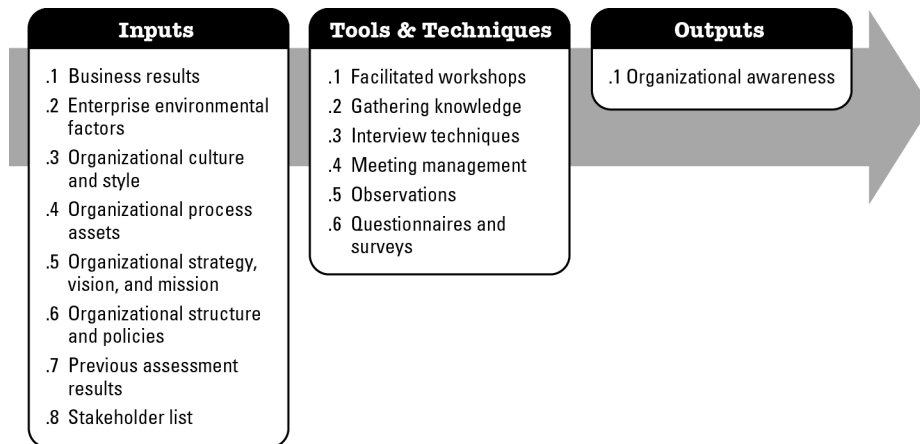 Inputs
.1 Business results
.2 Enterprise environmental
factors
.3 Organizational culture
and style
.4 Organizational process
assets
.5 Organizational strategy,
vision, and mission
.6 Organizational structure
and policies
.7 Previous assessment
results
.8 Stakeholder list
Tools & Techniques
.1 Facilitated workshops
.2 Gathering knowledge
.3 Interview techniques
.4 Meeting management
.5 Observations
.6 Questionnaires and
surveys
Outputs
.1 Organizational awareness